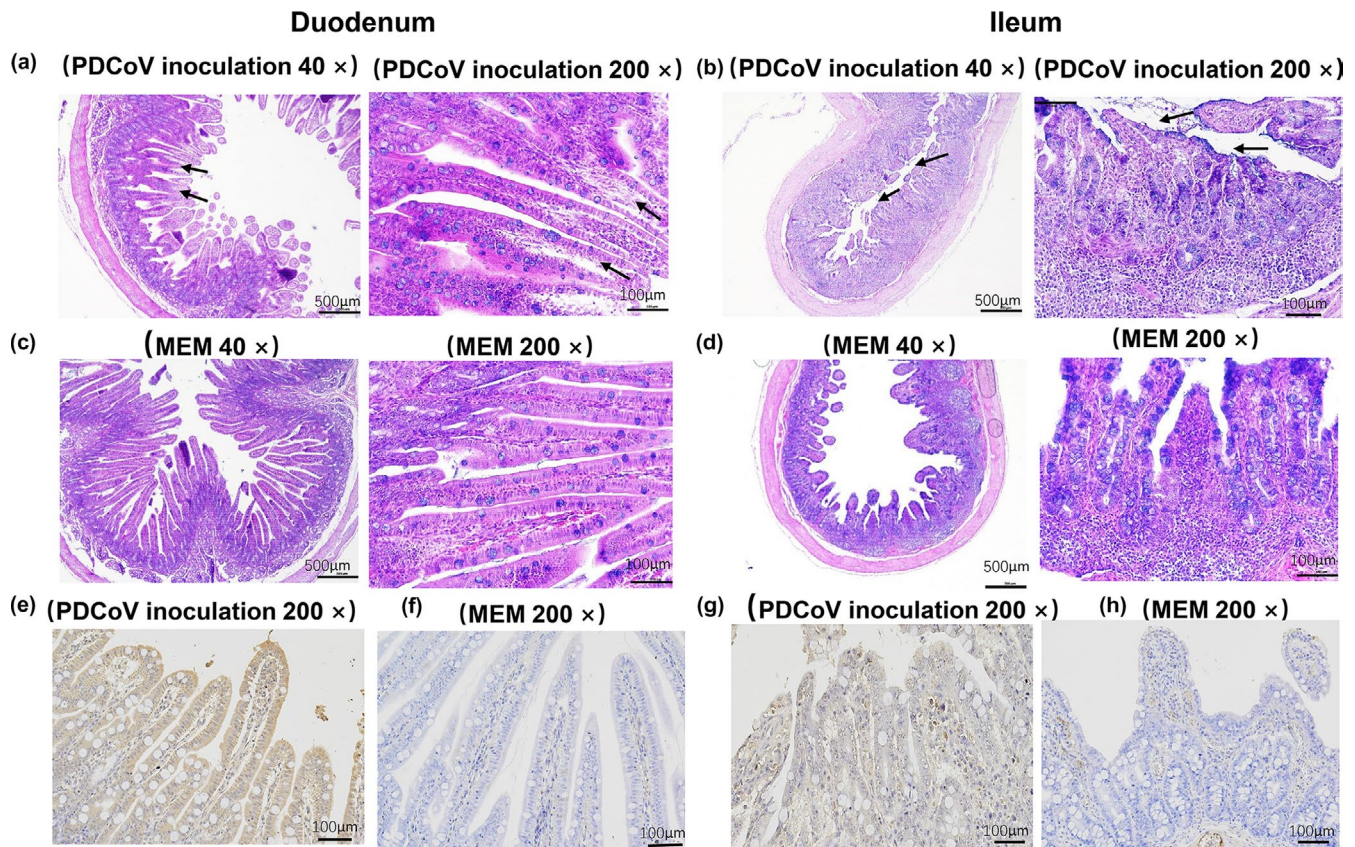 Duodenum
Ileum
(a)
(PDCoV inoculation 40 ×)
(PDCoV inoculation 200 ×)
(b)
(PDCoV inoculation 40 ×)
(PDCoV inoculation 200 ×)
500μm
100μm
500μm
100μm
(c)
(MEM 40 ×)
(MEM 200 ×)
(d)
(MEM 40 ×)
(MEM 200 ×)
500μm
100μm
500μm
100μm
(e)
(PDCoV inoculation 200 ×)
(f)
(MEM 200 ×)
(g)
(PDCoV inoculation 200 ×)
(h)
(MEM 200 ×)
100μm
100μm
100μm
100μm